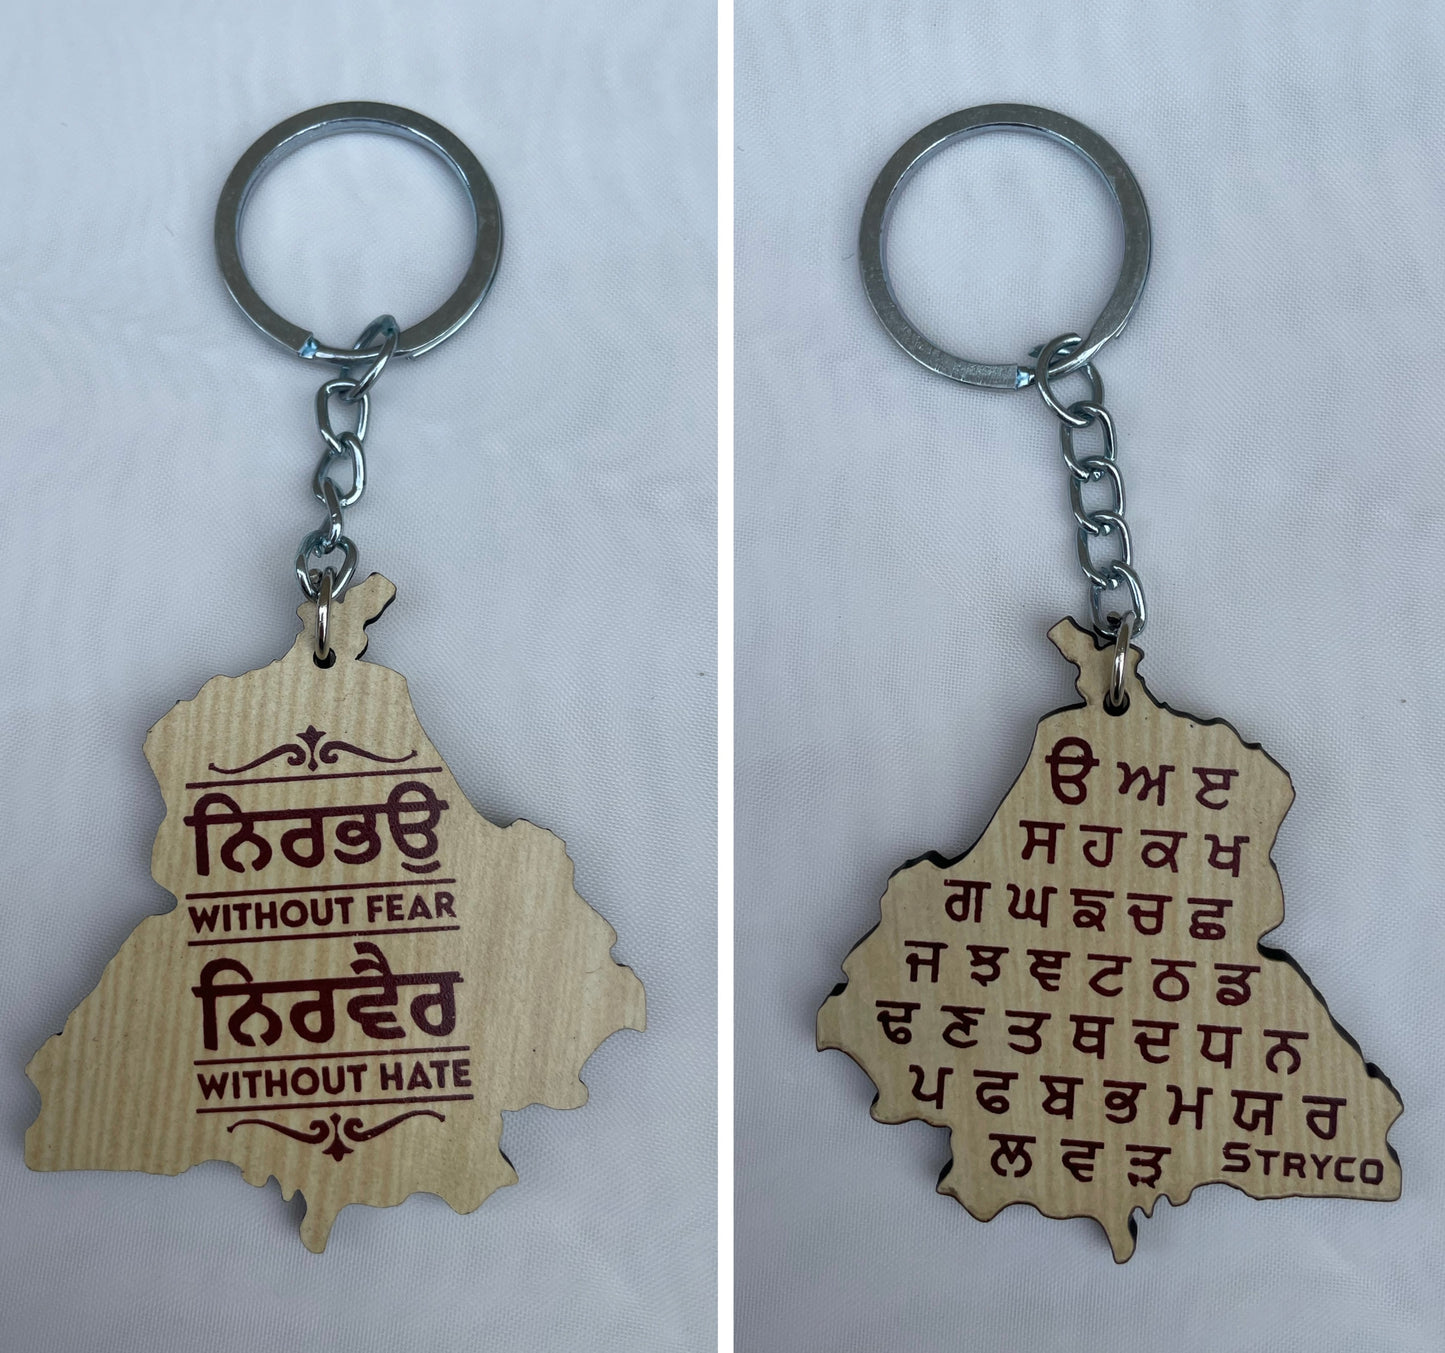 ਨਿਰਭਉ
WITHOUT FEAR
ਨਿਰਵੈਰ
WITHOUT HATE
ੳ ਅ ੲ
ਸ ਹ ਕ ਖ
ਗ ਘ ਙ ਚ ਛ
ਜ ਝ ਞ ਟ ਠ ਡ
ਢ ਣ ਤ ਥ ਦ ਧ ਨ
ਪ ਫ ਬ ਭ ਮ ਯ ਰ
ਲ ਵ ੜ STRYCO